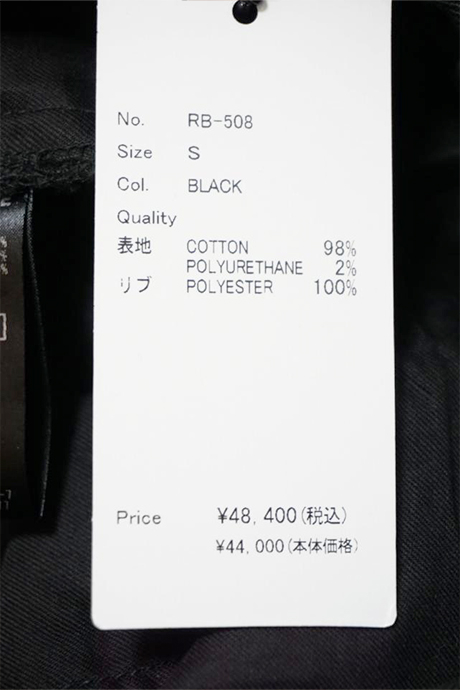 No. RB-508
Size S
Col. BLACK
Quality
表地 COTTON 98%
POLYURETHANE 2%
リブ POLYESTER 100%
Price ¥48,400(税込)
¥44,000(本体価格)